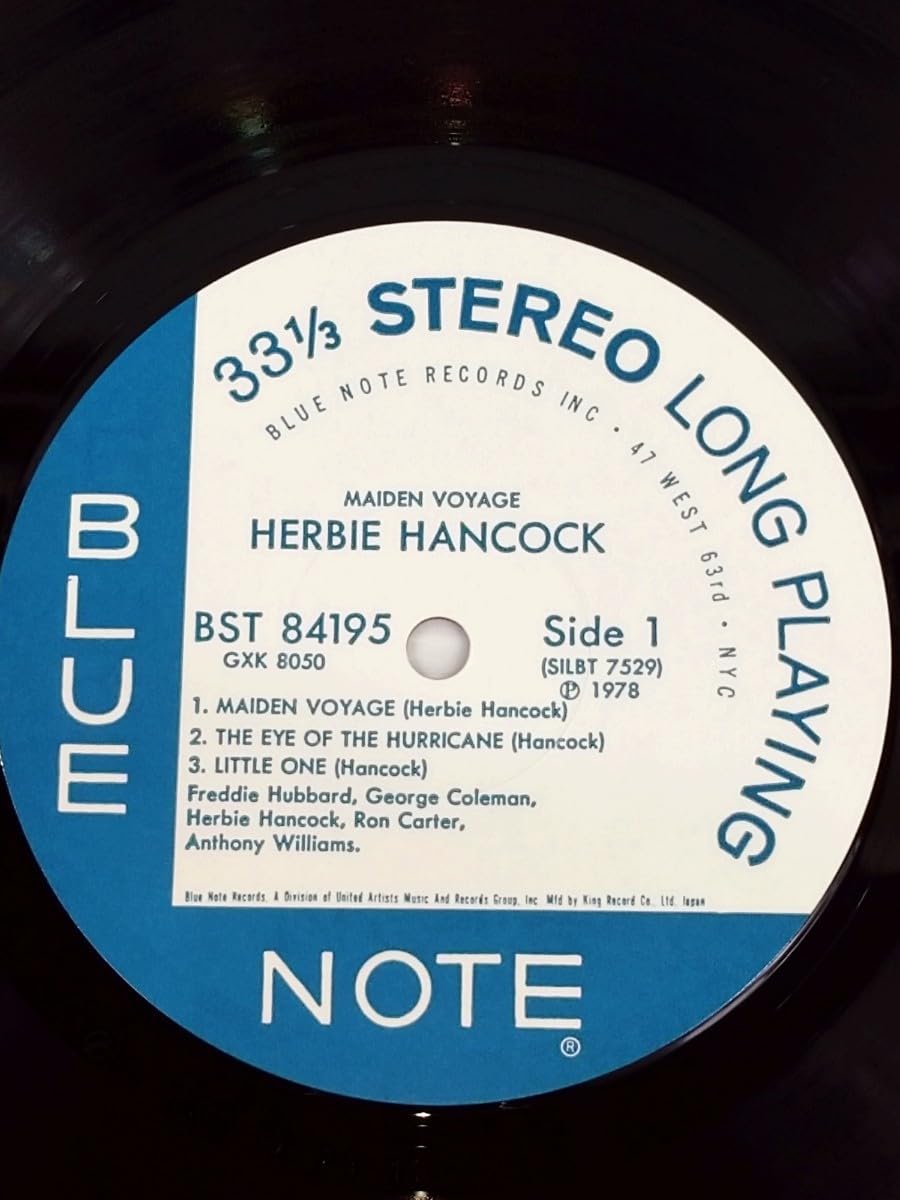 33⅓ STEREO LONG PLAYING
BLUE NOTE RECORDS INC • 47 WEST 63rd • NYC
MAIDEN VOYAGE
HERBIE HANCOCK
BST 84195
GXK 8050
Side 1
(SILBT 7529)
℗ 1978
1. MAIDEN VOYAGE (Herbie Hancock)
2. THE EYE OF THE HURRICANE (Hancock)
3. LITTLE ONE (Hancock)
Freddie Hubbard, George Coleman,
Herbie Hancock, Ron Carter,
Anthony Williams.
Blue Note Records, A Division of United Artists Music And Records Group, Inc. Mfd by King Record Co., Ltd. Japan
BLUE
NOTE
®